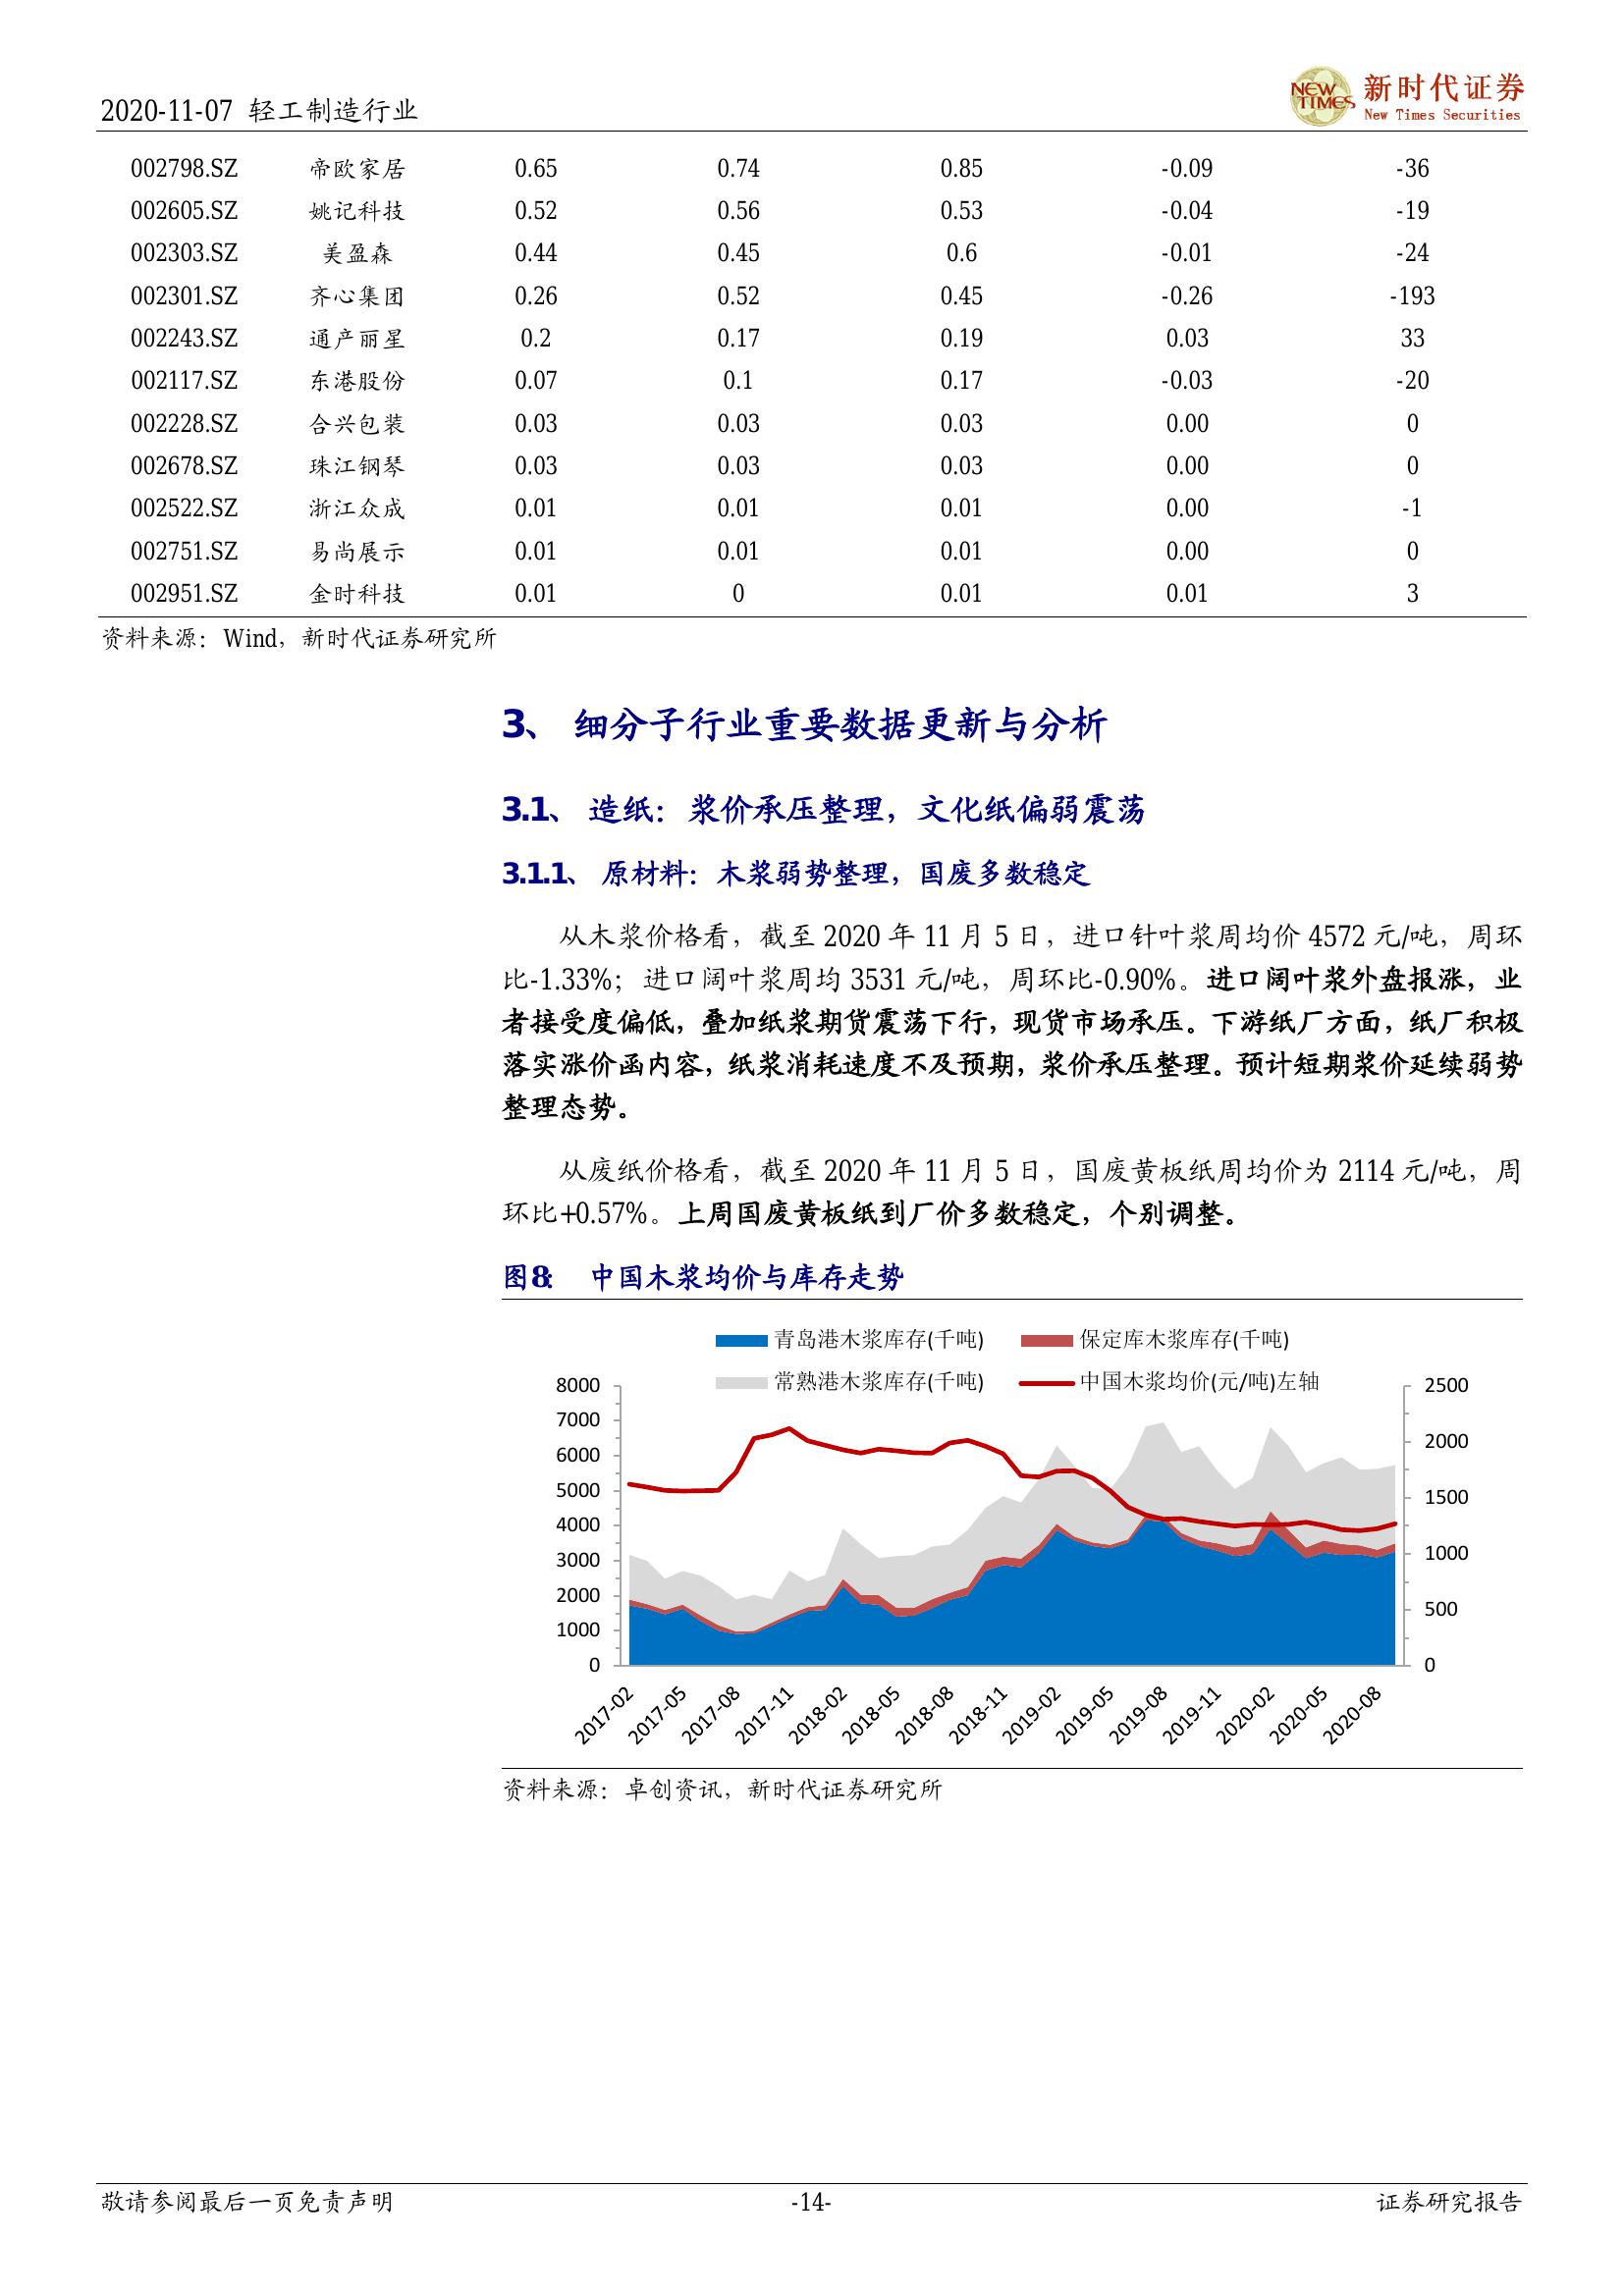 2020-11-07 轻工制造行业
NEW TIMES 新时代证券
New Times Securities
002798.SZ 帝欧家居 0.65 0.74 0.85 -0.09 -36
002605.SZ 姚记科技 0.52 0.56 0.53 -0.04 -19
002303.SZ 美盈森 0.44 0.45 0.6 -0.01 -24
002301.SZ 齐心集团 0.26 0.52 0.45 -0.26 -193
002243.SZ 通产丽星 0.2 0.17 0.19 0.03 33
002117.SZ 东港股份 0.07 0.1 0.17 -0.03 -20
002228.SZ 合兴包装 0.03 0.03 0.03 0.00 0
002678.SZ 珠江钢琴 0.03 0.03 0.03 0.00 0
002522.SZ 浙江众成 0.01 0.01 0.01 0.00 -1
002751.SZ 易尚展示 0.01 0.01 0.01 0.00 0
002951.SZ 金时科技 0.01 0 0.01 0.01 3
资料来源：Wind，新时代证券研究所
3、 细分子行业重要数据更新与分析
3.1、 造纸：浆价承压整理，文化纸偏弱震荡
3.1.1、 原材料：木浆弱势整理，国废多数稳定
从木浆价格看，截至 2020 年 11 月 5 日，进口针叶浆周均价 4572 元/吨，周环
比-1.33%；进口阔叶浆周均 3531 元/吨，周环比-0.90%。进口阔叶浆外盘报涨，业
者接受度偏低，叠加纸浆期货震荡下行，现货市场承压。下游纸厂方面，纸厂积极
落实涨价函内容，纸浆消耗速度不及预期，浆价承压整理。预计短期浆价延续弱势
整理态势。
从废纸价格看，截至 2020 年 11 月 5 日，国废黄板纸周均价为 2114 元/吨，周
环比+0.57%。上周国废黄板纸到厂价多数稳定，个别调整。
图8： 中国木浆均价与库存走势
青岛港木浆库存(千吨) 保定库木浆库存(千吨)
常熟港木浆库存(千吨) 中国木浆均价(元/吨)左轴
8000 2500
7000
6000 2000
5000 1500
4000
3000 1000
2000
1000 500
0 0
2017-02 2017-05 2017-08 2017-11 2018-02 2018-05 2018-08 2018-11 2019-02 2019-05 2019-08 2019-11 2020-02 2020-05 2020-08
资料来源：卓创资讯，新时代证券研究所
敬请参阅最后一页免责声明 -14- 证券研究报告